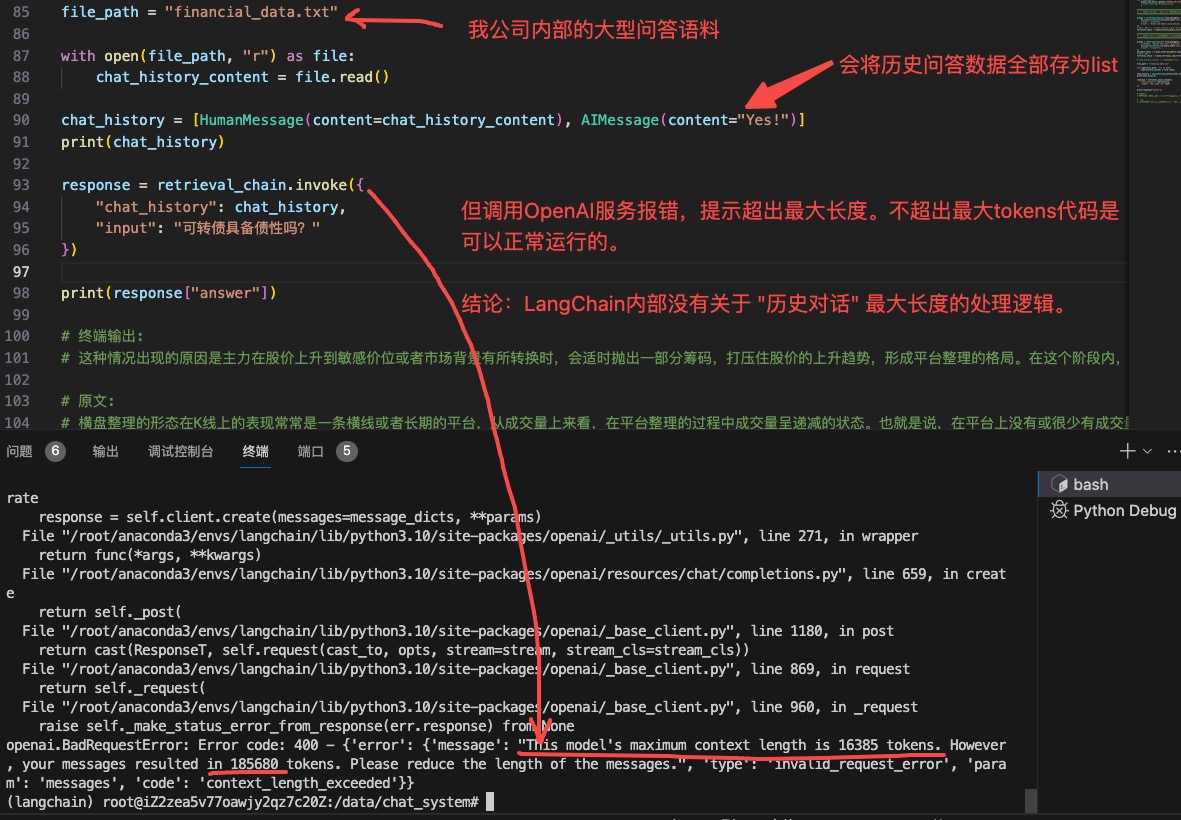 85 file_path = "financial_data.txt"
我公司内部的大型问答语料
86
87 with open(file_path, "r") as file:
88 chat_history_content = file.read()
会将历史问答数据全部存为list
89
90 chat_history = [HumanMessage(content=chat_history_content), AIMessage(content="Yes!")]
91 print(chat_history)
92
93 response = retrieval_chain.invoke({
94 "chat_history": chat_history,
95 "input": "可转债具备债性吗？"
96 })
但调用OpenAI服务报错，提示超出最大长度。不超出最大tokens代码是
可以正常运行的。
97
98 print(response["answer"])
结论：LangChain内部没有关于 "历史对话" 最大长度的处理逻辑。
99
100 # 终端输出：
101 # 这种情况出现的原因是主力在股价上升到敏感价位或者市场背景有所转换时，会适时抛出一部分筹码，打压住股价的上升趋势，形成平台整理的格局。在这个阶段内，
102
103 # 原文：
104 # 横盘整理的形态在K线上的表现常常是一条横线或者长期的平台，从成交量上来看，在平台整理的过程中成交量呈递减的状态。也就是说，在平台上没有或很少有成交
问题 6 输出 调试控制台 终端 端口 5
bash
Python Debug
rate
response = self.client.create(messages=message_dicts, **params)
File "/root/anaconda3/envs/langchain/lib/python3.10/site-packages/openai/_utils/_utils.py", line 271, in wrapper
return func(*args, **kwargs)
File "/root/anaconda3/envs/langchain/lib/python3.10/site-packages/openai/resources/chat/completions.py", line 659, in creat
e
return self._post(
File "/root/anaconda3/envs/langchain/lib/python3.10/site-packages/openai/_base_client.py", line 1180, in post
return cast(ResponseT, self.request(cast_to, opts, stream=stream, stream_cls=stream_cls))
File "/root/anaconda3/envs/langchain/lib/python3.10/site-packages/openai/_base_client.py", line 869, in request
return self._request(
File "/root/anaconda3/envs/langchain/lib/python3.10/site-packages/openai/_base_client.py", line 960, in _request
raise self._make_status_error_from_response(err.response) from None
openai.BadRequestError: Error code: 400 - {'error': {'message': "This model's maximum context length is 16385 tokens. However
, your messages resulted in 185680 tokens. Please reduce the length of the messages.", 'type': 'invalid_request_error', 'para
m': 'messages', 'code': 'context_length_exceeded'}}
(langchain) root@iZ2zea5v77oawjy2qz7c20Z:/data/chat_system#